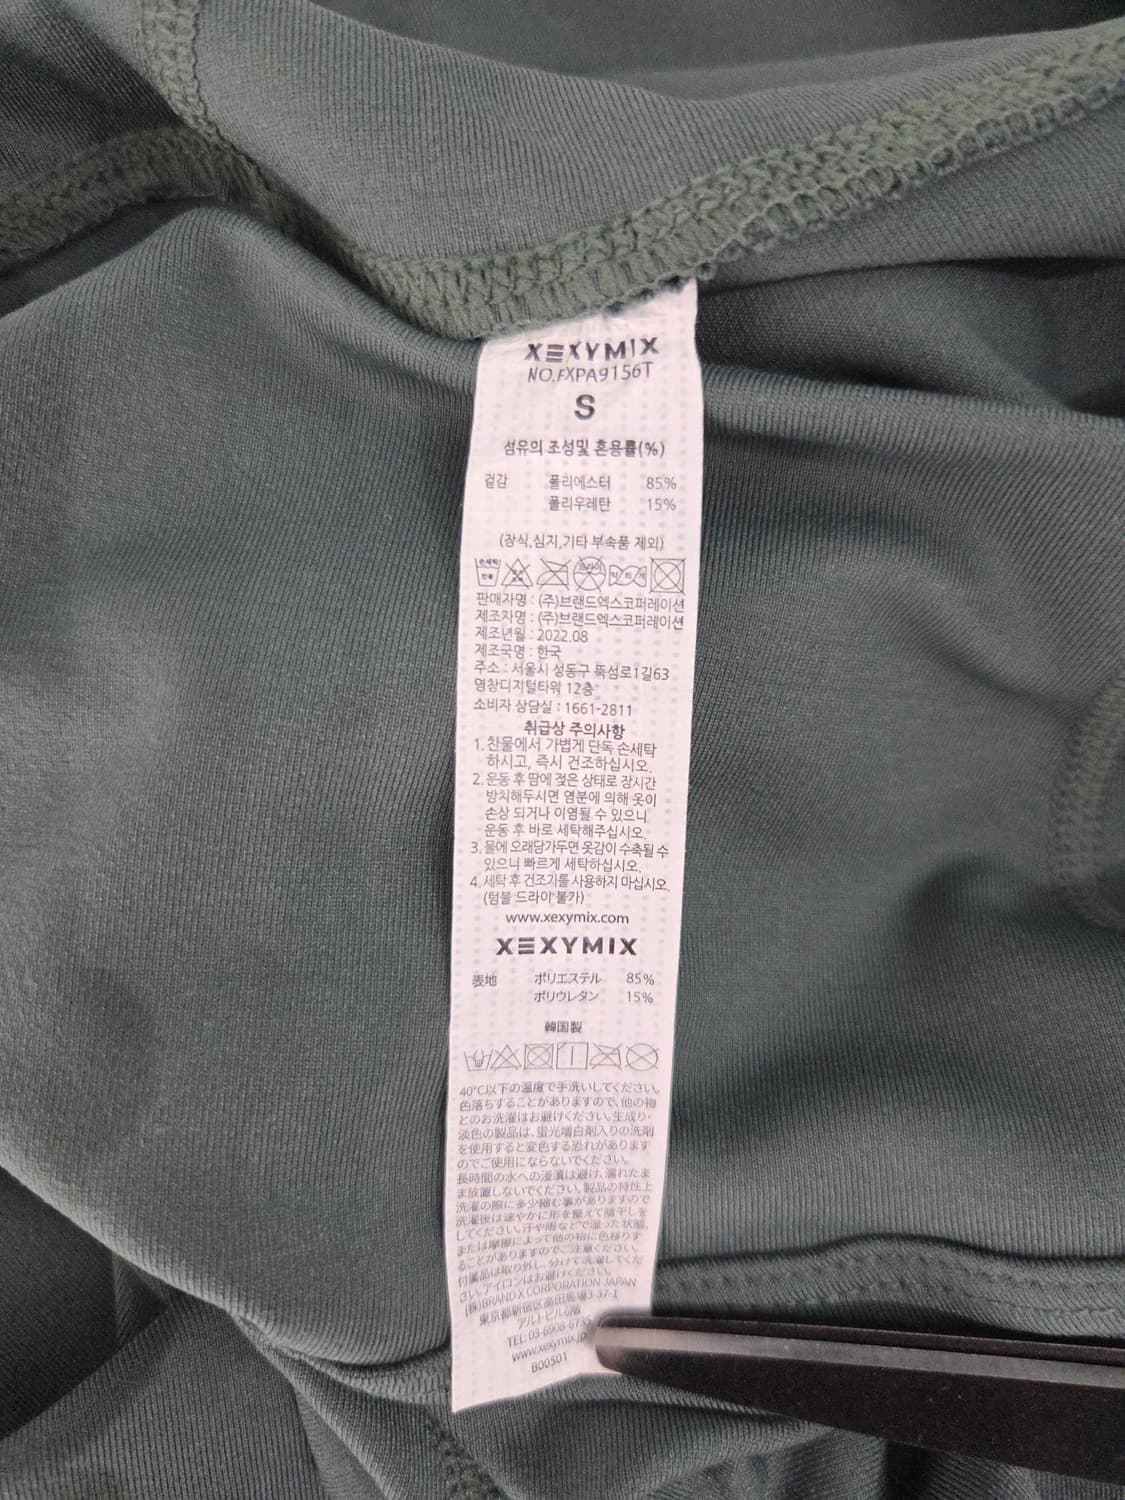 XEXYMIX
NO.FXPA9156T
S
섬유의 조성및 혼용률(%)
겉감 폴리에스터 85%
폴리우레탄 15%
(장식,심지,기타 부속품 제외)
판매자명 : (주)브랜드엑스코퍼레이션
제조자명 : (주)브랜드엑스코퍼레이션
제조년월 : 2022.08
제조국명 : 한국
주소 : 서울시 성동구 뚝섬로1길63
영창디지털타워 12층
소비자 상담실 : 1661-2811
취급상 주의사항
1. 찬물에서 가볍게 단독 손세탁
하시고, 즉시 건조하십시오.
2. 운동 후 땀에 젖은 상태로 장시간
방치해두시면 염분에 의해 옷이
손상 되거나 이염될 수 있으니
운동 후 바로 세탁해주십시오.
3. 물에 오래담가두면 옷감이 수축될 수
있으니 빠르게 세탁하십시오.
4. 세탁 후 건조기를 사용하지 마십시오.
(텀블 드라이 불가)
www.xexymix.com
XEXYMIX
表地 ポリエステル 85%
ポリウレタン 15%
韓国製
40°C以下の温度で手洗いしてください。
色落ちすることがありますので、他の物
とのお洗濯はお避けください。生成り・
淡色の製品は、蛍光増白剤入りの洗剤
を使用すると変色する恐れがあります
のでご使用にならないでください。
長時間の水への浸漬は避け、濡れたま
ま放置しないでください。製品の特性上
洗濯の際に多少縮む事がありますので
洗濯後は速やかに形を整えて陰干しを
してください。汗や雨などで湿った状態、
または摩擦によって他の物に色移りす
ることがありますのでご注意ください。
付属品は取り外し、分けて洗濯してくだ
さい。アイロンはお避けください。
(株)BRAND X CORPORATION JAPAN
東京都新宿区高田馬場3-37-1
アルトビル6階
TEL: 03-6908-6735
www.xexymix.jp
B00501